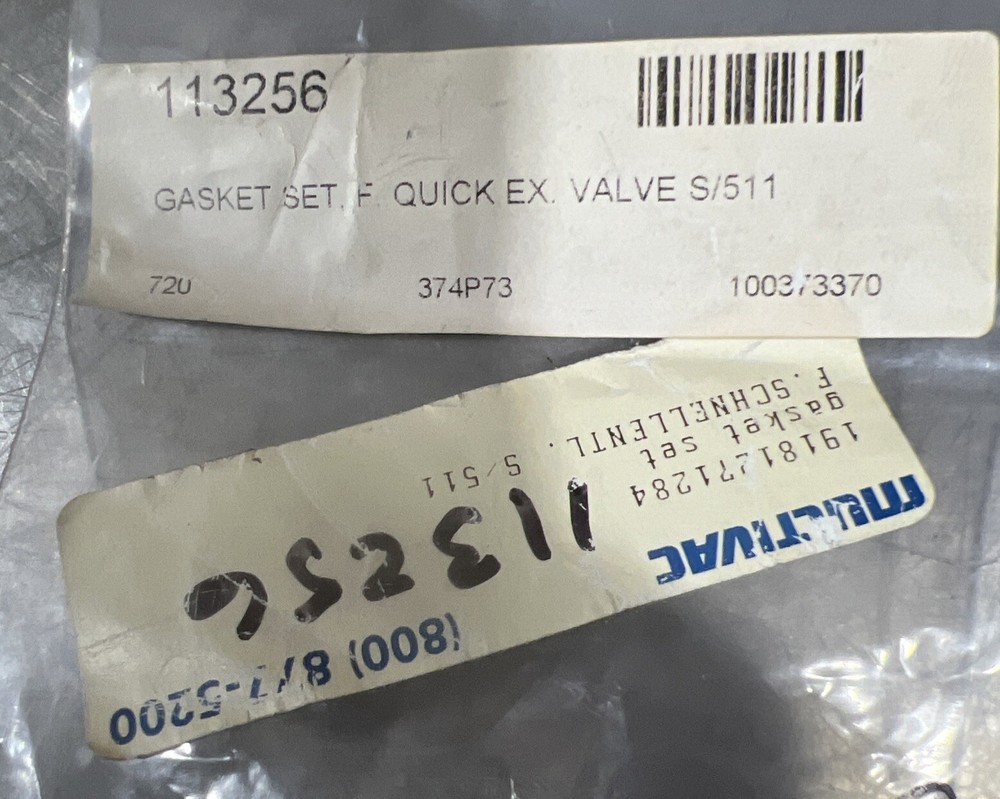 113256
GASKET SET. F. QUICK EX. VALVE S/511
720 374P73 100373370
MULTIVAC
19181271284
gasket set
F.SCHNELLENTL. S/511
113256
(800) 877-5200